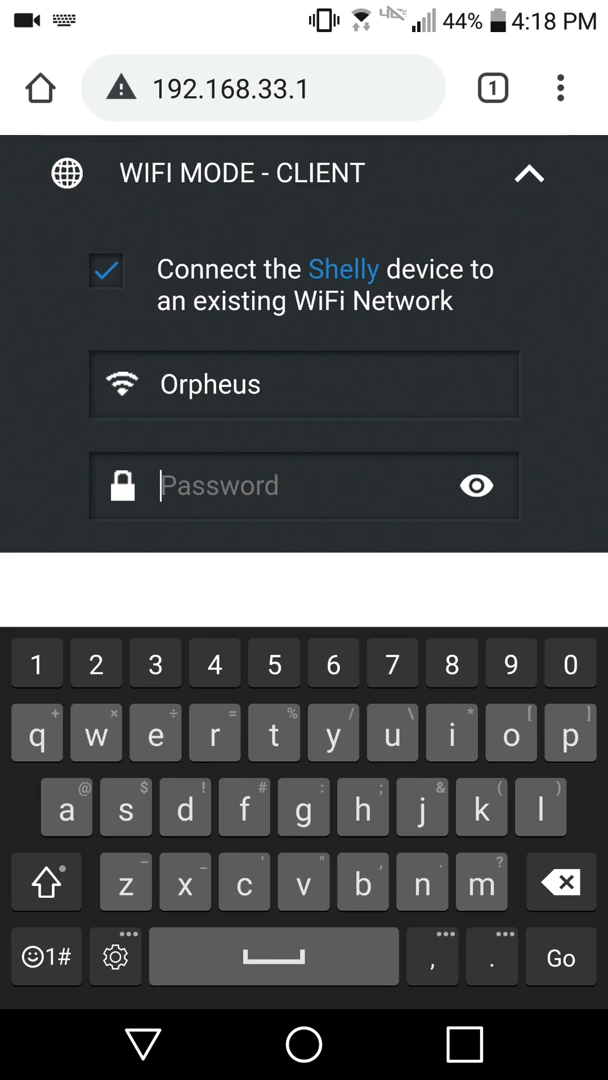 44% 4:18 PM
192.168.33.1 1
WIFI MODE - CLIENT
Connect the Shelly device to
an existing WiFi Network
Orpheus
Password
1 2 3 4 5 6 7 8 9 0
+ × ÷ = % / \ * [ ]
q w e r t y u i o p
@ $ ! # : ; & ( )
a s d f g h j k l
- _ ' " , . ?
z x c v b n m
1# , . Go